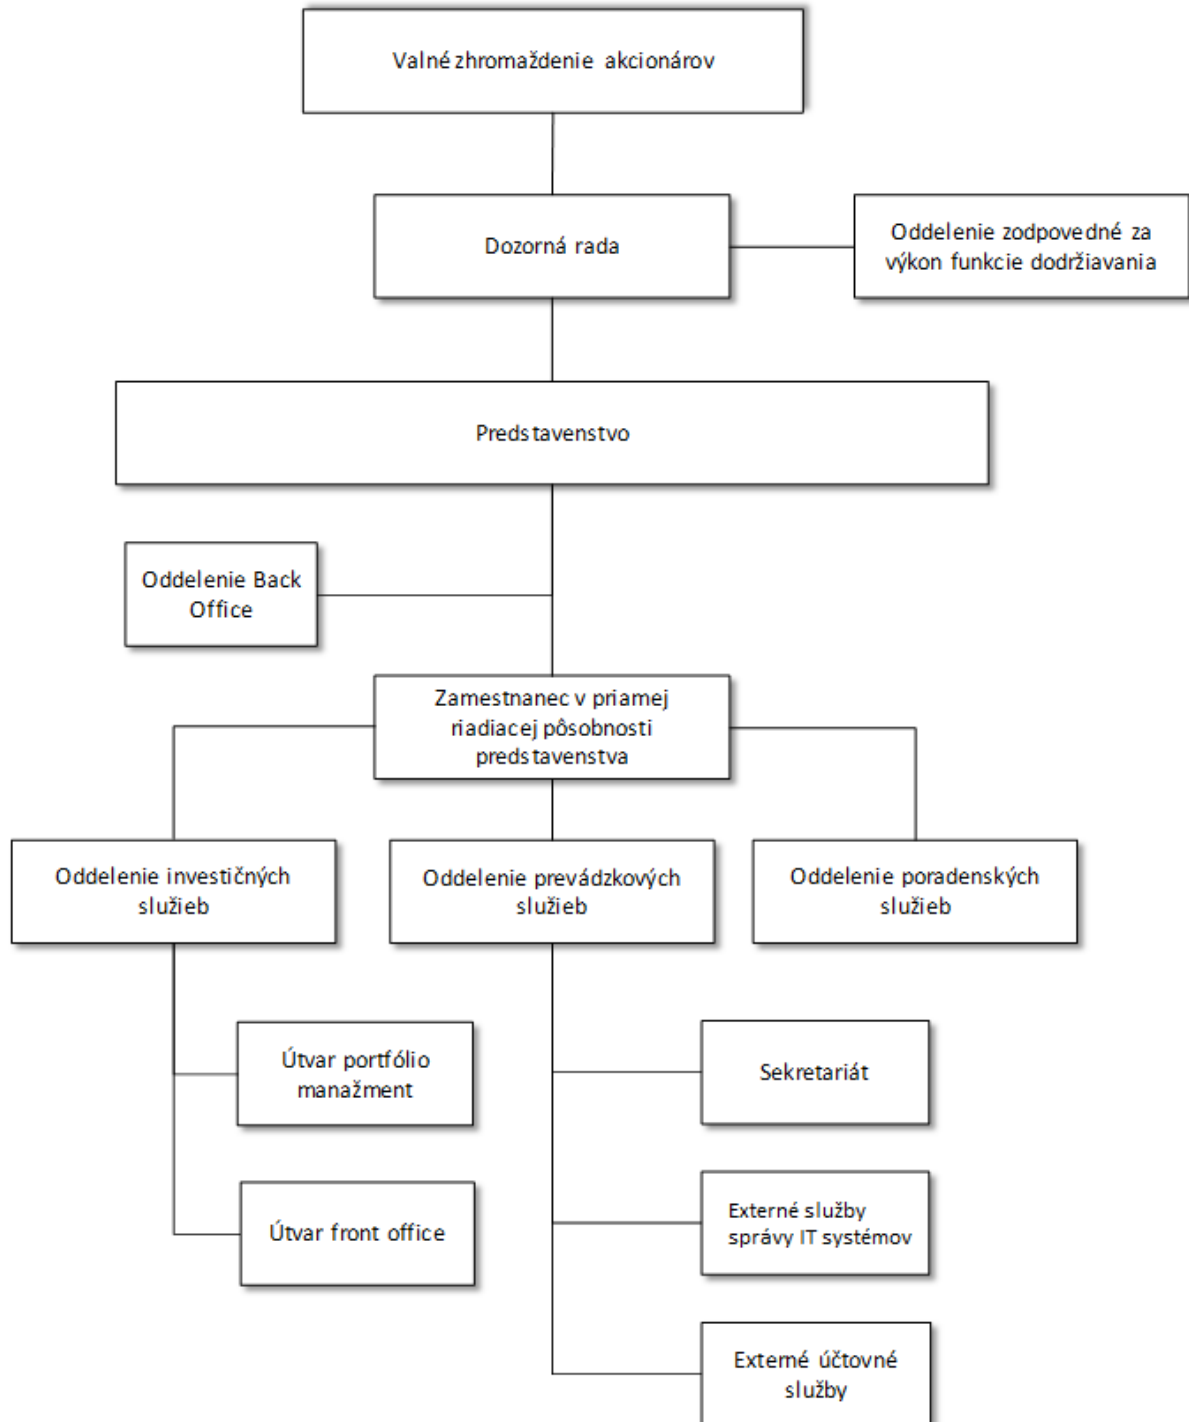 Valné zhromaždenie akcionárov
Dozorná rada
Oddelenie zodpovedné za
výkon funkcie dodržiavania
Predstavenstvo
Oddelenie Back
Office
Zamestnanec v priamej
riadiacej pôsobnosti
predstavenstva
Oddelenie investičných
služieb
Oddelenie prevádzkových
služieb
Oddelenie poradenských
služieb
Útvar portfólio
manažment
Sekretariát
Útvar front office
Externé služby
správy IT systémov
Externé účtovné
služby